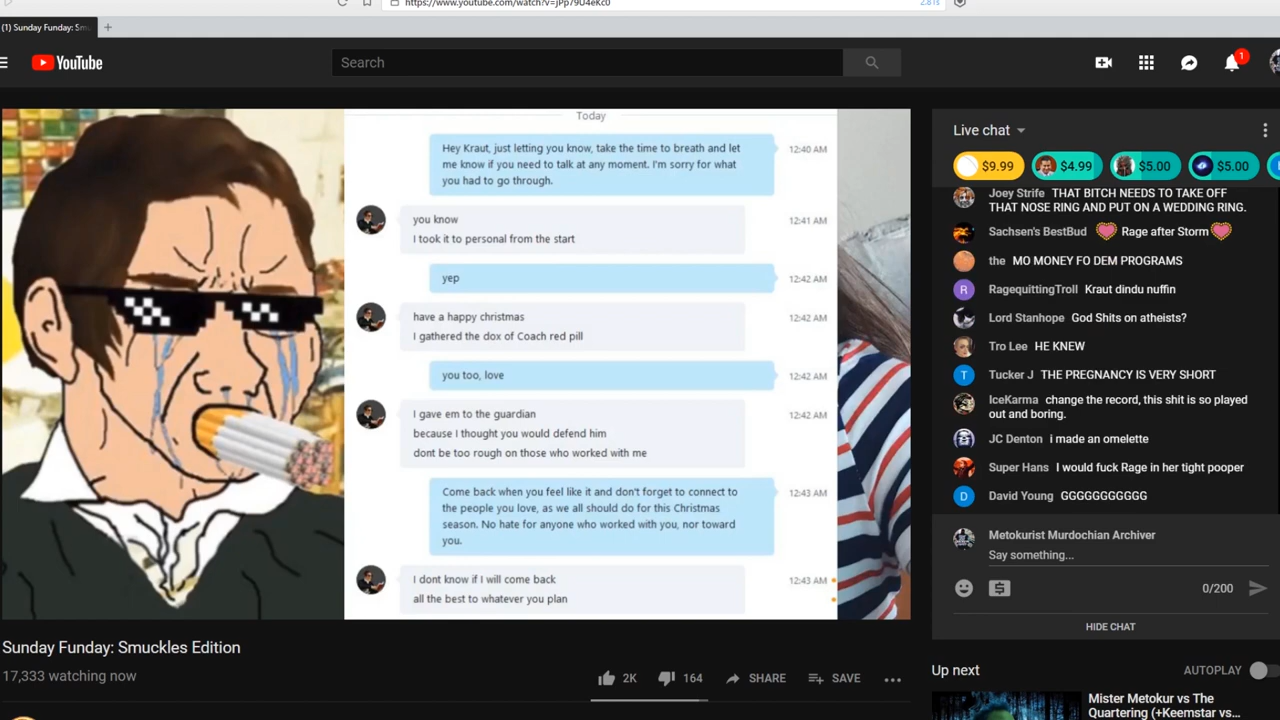 https://www.youtube.com/watch?v=jPp79U4eKc0
2.81s
(1) Sunday Funday: Sm
YouTube
Search
1
Today
Hey Kraut, just letting you know, take the time to breath and let
me know if you need to talk at any moment. I'm sorry for what
you had to go through.
12:40 AM
you know
I took it to personal from the start
12:41 AM
yep
12:42 AM
have a happy christmas
I gathered the dox of Coach red pill
12:42 AM
you too, love
12:42 AM
I gave em to the guardian
because I thought you would defend him
dont be too rough on those who worked with me
12:42 AM
Come back when you feel like it and don't forget to connect to
the people you love, as we all should do for this Christmas
season. No hate for anyone who worked with you, nor toward
you.
12:43 AM
I dont know if I will come back
all the best to whatever you plan
12:43 AM
Sunday Funday: Smuckles Edition
17,333 watching now
2K
164
SHARE
SAVE
Live chat
$9.99
$4.99
$5.00
$5.00
Joey Strife THAT BITCH NEEDS TO TAKE OFF
THAT NOSE RING AND PUT ON A WEDDING RING.
Sachsen's BestBud Rage after Storm
the MO MONEY FO DEM PROGRAMS
R RagequittingTroll Kraut dindu nuffin
Lord Stanhope God Shits on atheists?
Tro Lee HE KNEW
T Tucker J THE PREGNANCY IS VERY SHORT
IceKarma change the record, this shit is so played
out and boring.
JC Denton i made an omelette
Super Hans I would fuck Rage in her tight pooper
D David Young GGGGGGGGGGG
Metokurist Murdochian Archiver
Say something...
0/200
HIDE CHAT
Up next
AUTOPLAY
Mister Metokur vs The
Quartering (+Keemstar vs...